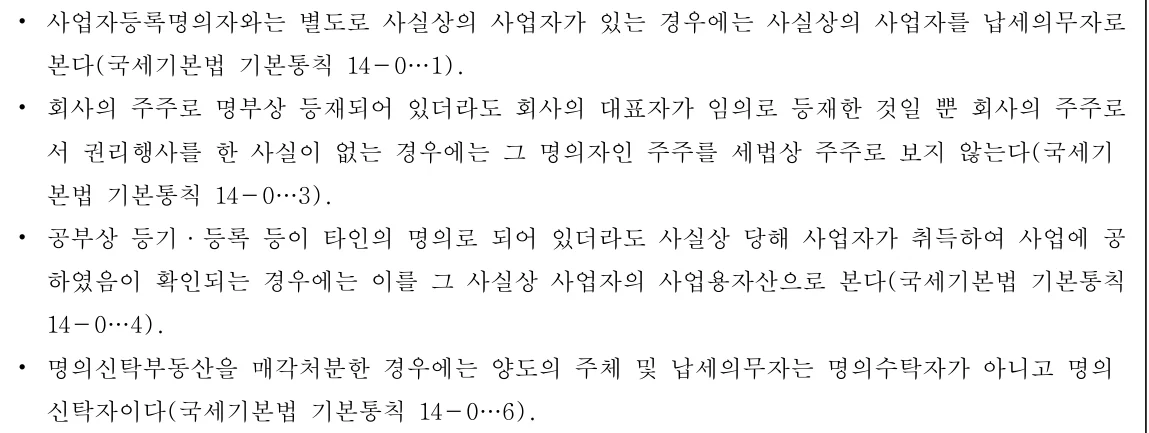 • 사업자등록명의자와는 별도로 사실상의 사업자가 있는 경우에는 사실상의 사업자를 납세의무자로
본다(국세기본법 기본통칙 14-0…1).
• 회사의 주주로 명부상 등재되어 있더라도 회사의 대표자가 임의로 등재한 것일 뿐 회사의 주주로
서 권리행사를 한 사실이 없는 경우에는 그 명의자인 주주를 세법상 주주로 보지 않는다(국세기
본법 기본통칙 14-0…3).
• 공부상 등기·등록 등이 타인의 명의로 되어 있더라도 사실상 당해 사업자가 취득하여 사업에 공
하였음이 확인되는 경우에는 이를 그 사실상 사업자의 사업용자산으로 본다(국세기본법 기본통칙
14-0…4).
• 명의신탁부동산을 매각처분한 경우에는 양도의 주체 및 납세의무자는 명의수탁자가 아니고 명의
신탁자이다(국세기본법 기본통칙 14-0…6).